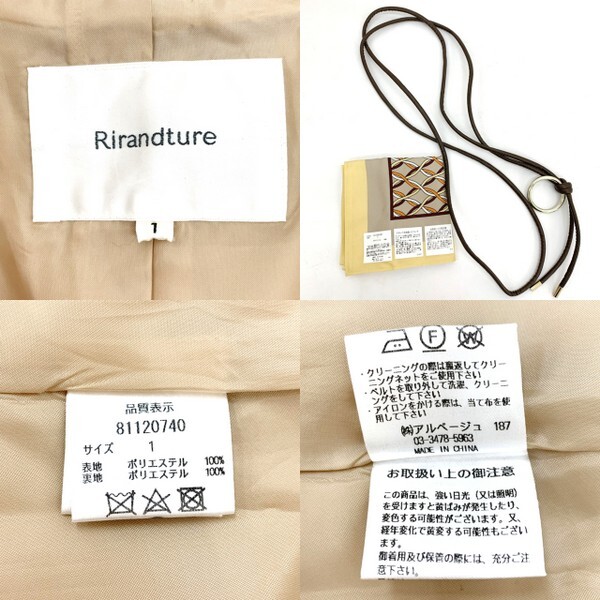 Rirandture
1
品質表示
81120740
サイズ 1
表地 ポリエステル 100%
裏地 ポリエステル 100%
F
W
・クリーニングの際は裏返してクリー
ニングネットをご使用下さい
・ベルトを取り外して洗濯、クリーニ
ングをして下さい
・アイロンをかける際は、当て布を使
用して下さい
㈱アルページュ 187
03-3478-5963
MADE IN CHINA
お取扱い上の御注意
この商品は、強い日光（又は照明）
を受けますと黄ばみが発生したり、
変色する可能性がございます。又、
経年変化で黄変する可能性も
ございます。
御着用及び保管の際には、充分ご注
意下さい。